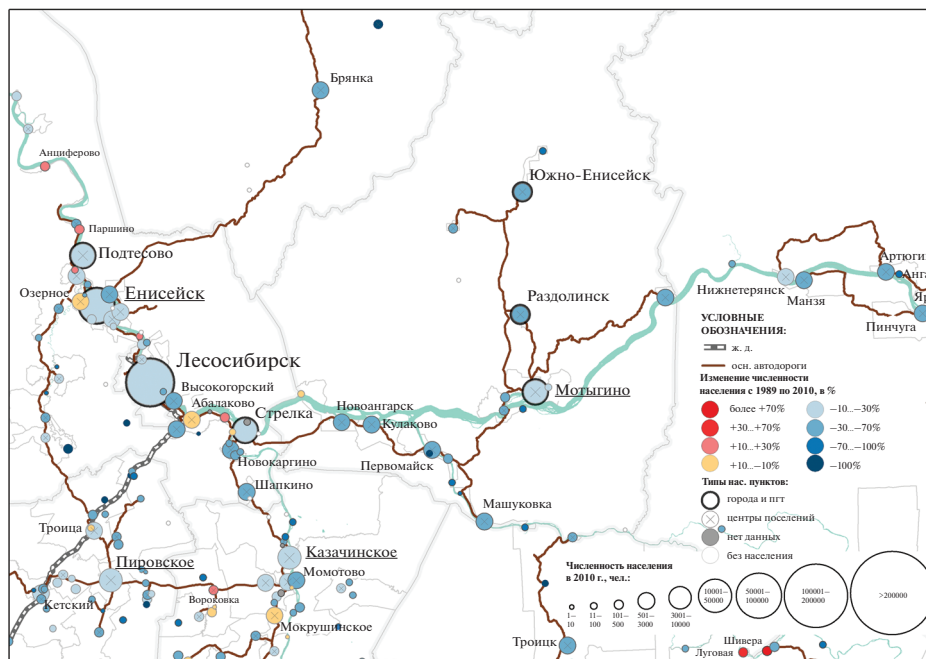 Брянка
Анциферово
Южно-Енисейск
Паршино
Подтесово
Артюгин
Озерное
Енисейск
Нижнетерянск
Анга
Манзя
Яр
Раздолинск
Пинчуга
Лесосибирск
Высокогорский
Мотыгино
Абалаково
Стрелка
Новоангарск
Кулаково
Новокаргино
Первомайск
Шапкино
Машуковка
Троица
Казачинское
Пировское
Момотово
Кетский
Вороковка
Мокрушинское
Троицк
Шивера
Луговая
УСЛОВНЫЕ
ОБОЗНАЧЕНИЯ:
ж. д.
осн. автодороги
Изменение численности
населения с 1989 по 2010, в %
более +70%
–10...–30%
+30...+70%
–30...–70%
+10...+30%
–70...–100%
+10...–10%
–100%
Типы нас. пунктов:
города и пгт
центры поселений
нет данных
без населения
Численность населения
в 2010 г., чел.:
1–
10
11–
100
101–
500
501–
3000
3001–
10000
10001–
50000
50001–
100000
100001–
200000
>200000